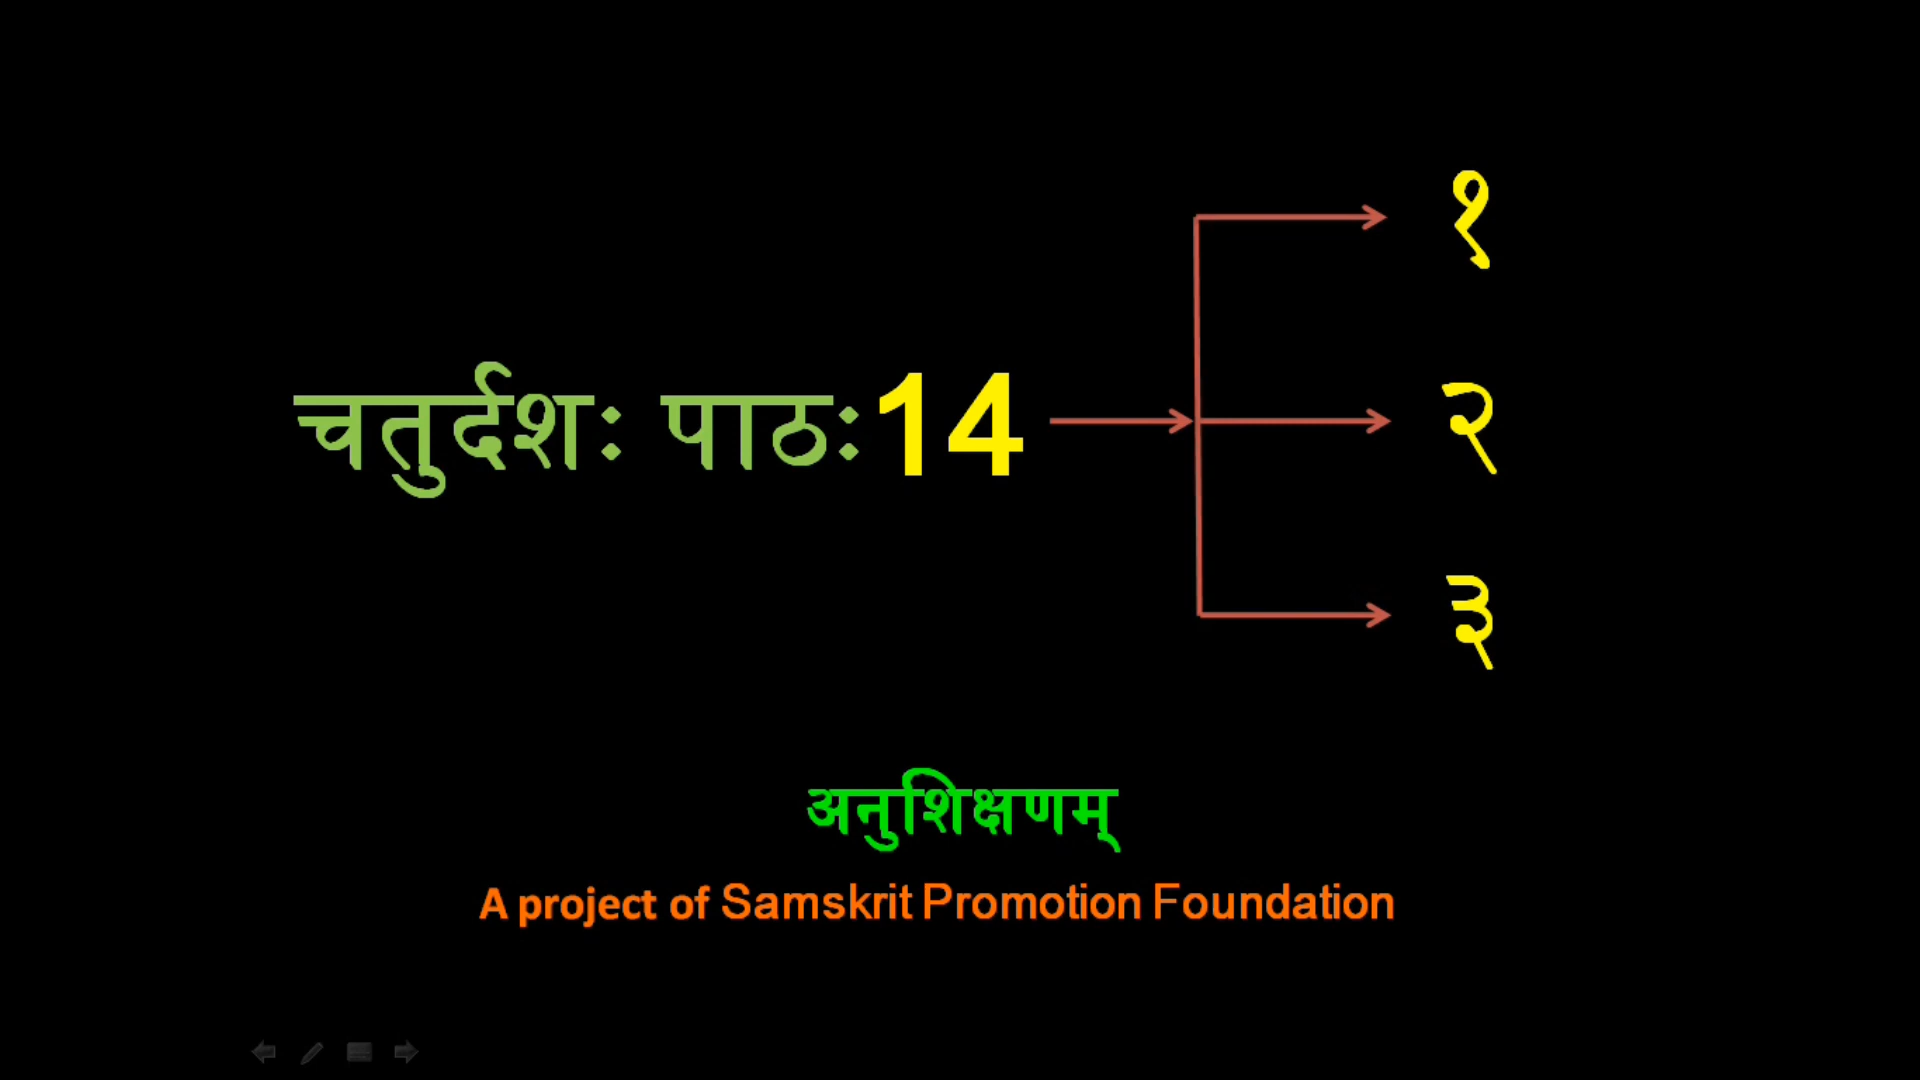 १
चतुर्दशः पाठः14
२
३
अनुशिक्षणम्
A project of Samskrit Promotion Foundation